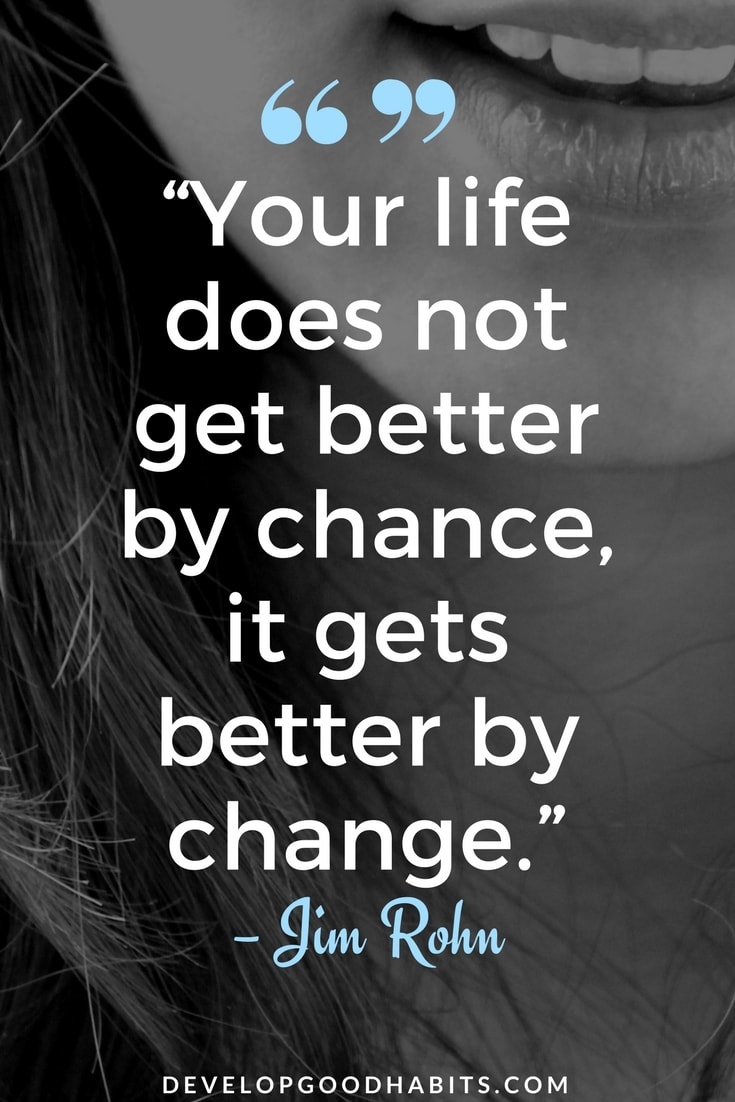 “ ”
“Your life
does not
get better
by chance,
it gets
better by
change.”
– Jim Rohn
DEVELOPGOODHABITS.COM